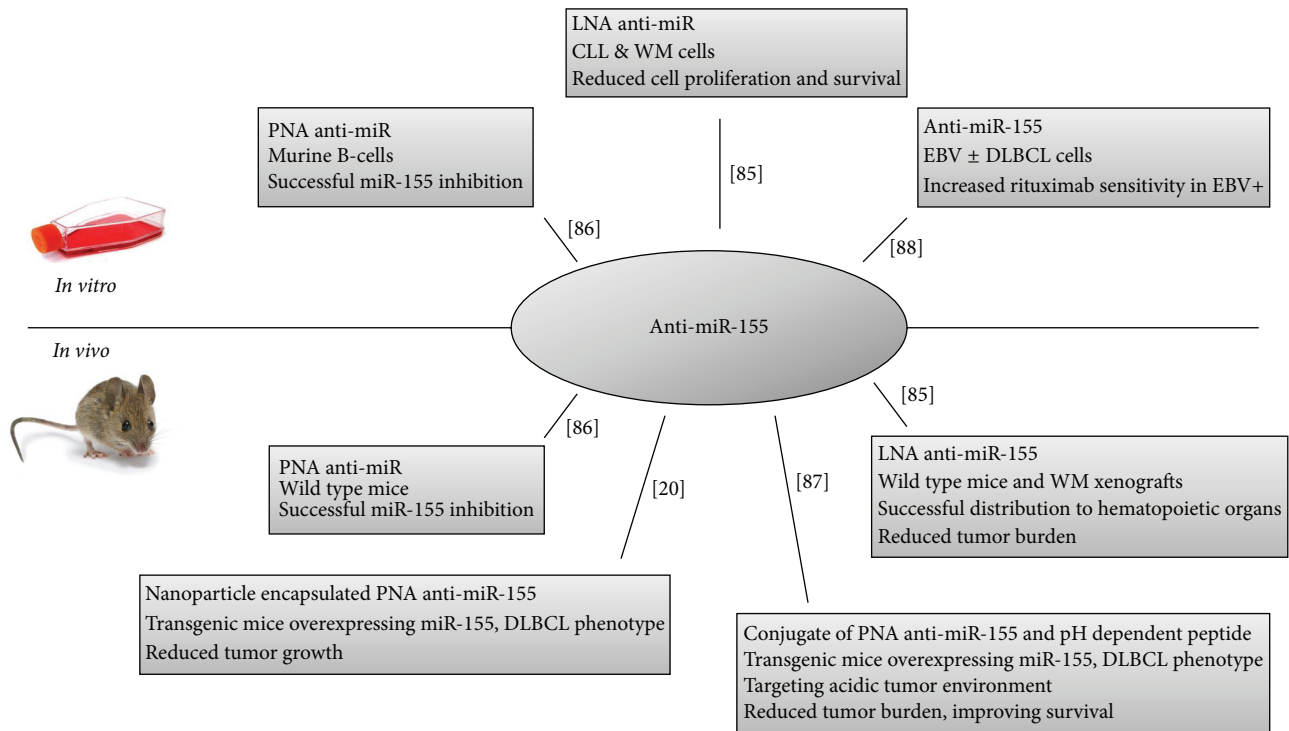 LNA anti-miR
CLL & WM cells
Reduced cell proliferation and survival
PNA anti-miR
Murine B-cells
Successful miR-155 inhibition
Anti-miR-155
EBV ± DLBCL cells
Increased rituximab sensitivity in EBV+
[85]
[86]
[88]
In vitro
Anti-miR-155
In vivo
[86]
[20]
[87]
[85]
PNA anti-miR
Wild type mice
Successful miR-155 inhibition
LNA anti-miR-155
Wild type mice and WM xenografts
Successful distribution to hematopoietic organs
Reduced tumor burden
Nanoparticle encapsulated PNA anti-miR-155
Transgenic mice overexpressing miR-155, DLBCL phenotype
Reduced tumor growth
Conjugate of PNA anti-miR-155 and pH dependent peptide
Transgenic mice overexpressing miR-155, DLBCL phenotype
Targeting acidic tumor environment
Reduced tumor burden, improving survival